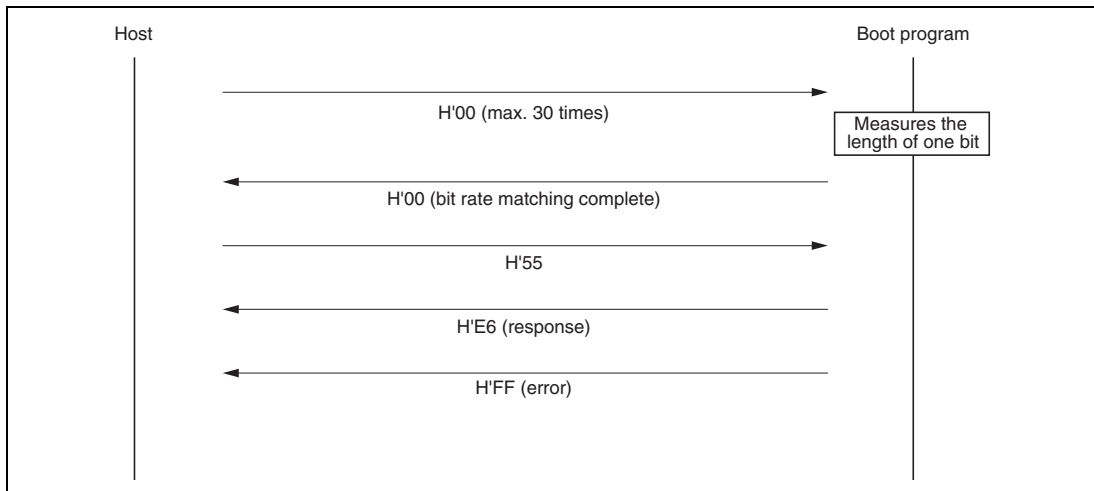 Host
Boot program
H'00 (max. 30 times)
Measures the
length of one bit
H'00 (bit rate matching complete)
H'55
H'E6 (response)
H'FF (error)